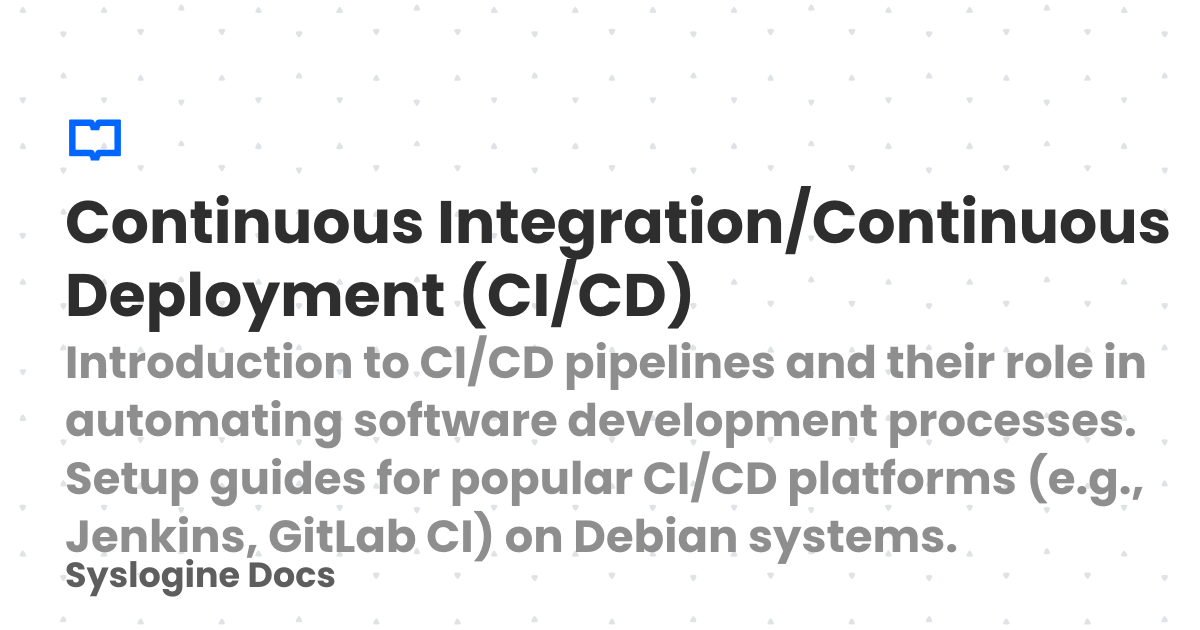 Continuous Integration/Continuous
Deployment (CI/CD)
Introduction to CI/CD pipelines and their role in
automating software development processes.
Setup guides for popular CI/CD platforms (e.g.,
Jenkins, GitLab CI) on Debian systems.
Syslogine Docs